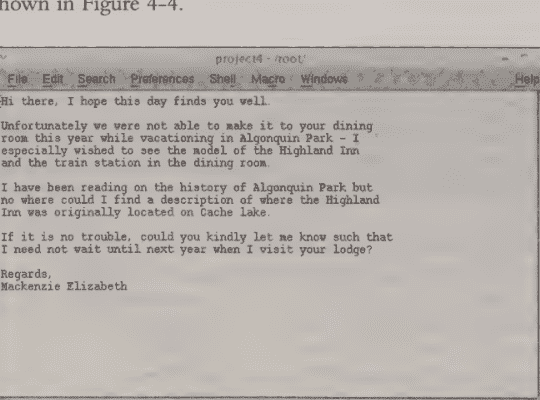 hown in Figure 4-4.
project4 - /root/
File Edit Search Preferences Shell Macro Windows Help
Hi there, I hope this day finds you well.
Unfortunately we were not able to make it to your dining
room this year while vacationing in Algonquin Park - I
especially wished to see the model of the Highland Inn
and the train station in the dining room.
I have been reading on the history of Algonquin Park but
no where could I find a description of where the Highland
Inn was originally located on Cache lake.
If it is no trouble, could you kindly let me know such that
I need not wait until next year when I visit your lodge?
Regards,
Mackenzie Elizabeth